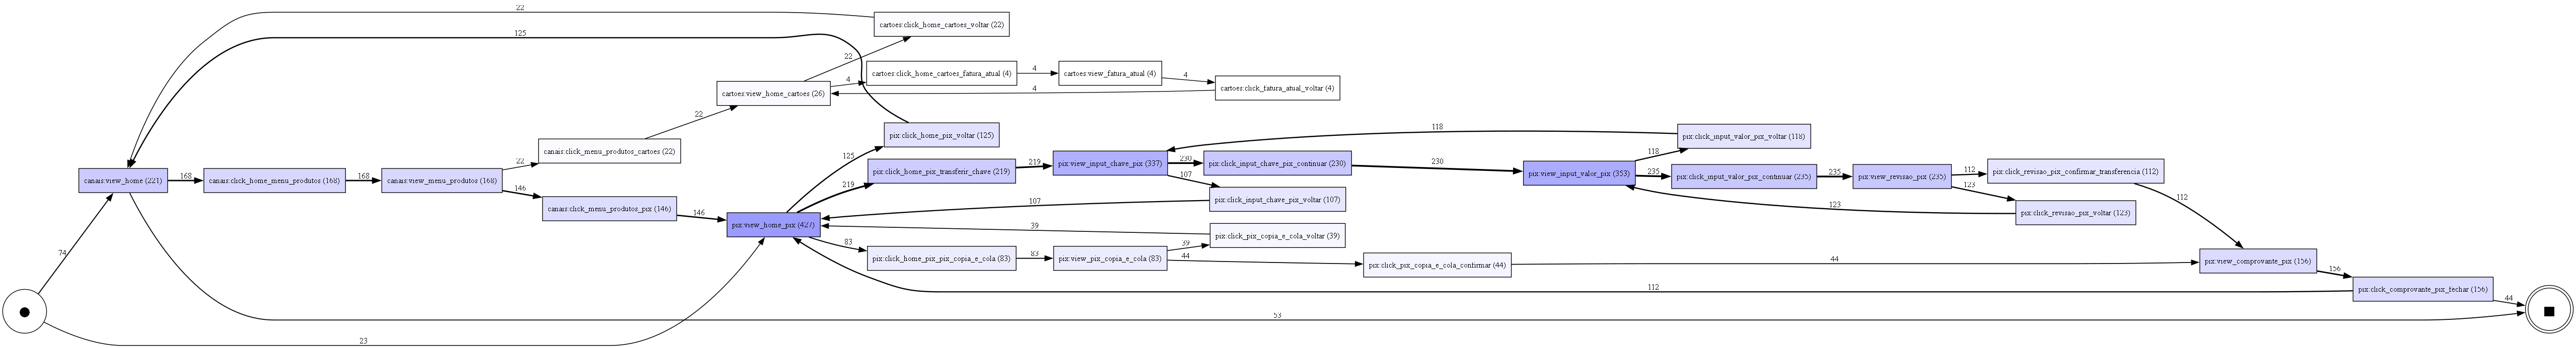 22
cartoes:click_home_cartoes_voltar (22)
125
22
cartoes:click_home_cartoes_fatura_atual (4)
4
cartoes:view_fatura_atual (4)
4
cartoes:click_fatura_atual_voltar (4)
4
4
cartoes:view_home_cartoes (26)
22
pix:click_home_pix_voltar (125)
118
pix:click_input_valor_pix_voltar (118)
canais:click_menu_produtos_cartoes (22)
22
125
118
canais:view_home (221)
168
canais:click_home_menu_produtos (168)
168
canais:view_menu_produtos (168)
146
canais:click_menu_produtos_pix (146)
146
pix:view_home_pix (427)
219
pix:click_home_pix_transferir_chave (219)
219
pix:view_input_chave_pix (337)
230
pix:click_input_chave_pix_continuar (230)
230
pix:view_input_valor_pix (353)
235
pix:click_input_valor_pix_continuar (235)
235
pix:view_revisao_pix (235)
112
pix:click_revisao_pix_confirmar_transferencia (112)
112
123
pix:click_revisao_pix_voltar (123)
123
107
pix:click_input_chave_pix_voltar (107)
107
39
pix:click_pix_copia_e_cola_voltar (39)
39
83
pix:click_home_pix_pix_copia_e_cola (83)
83
pix:view_pix_copia_e_cola (83)
44
pix:click_pix_copia_e_cola_confirmar (44)
44
pix:view_comprovante_pix (156)
156
pix:click_comprovante_pix_fechar (156)
44
112
74
53
23